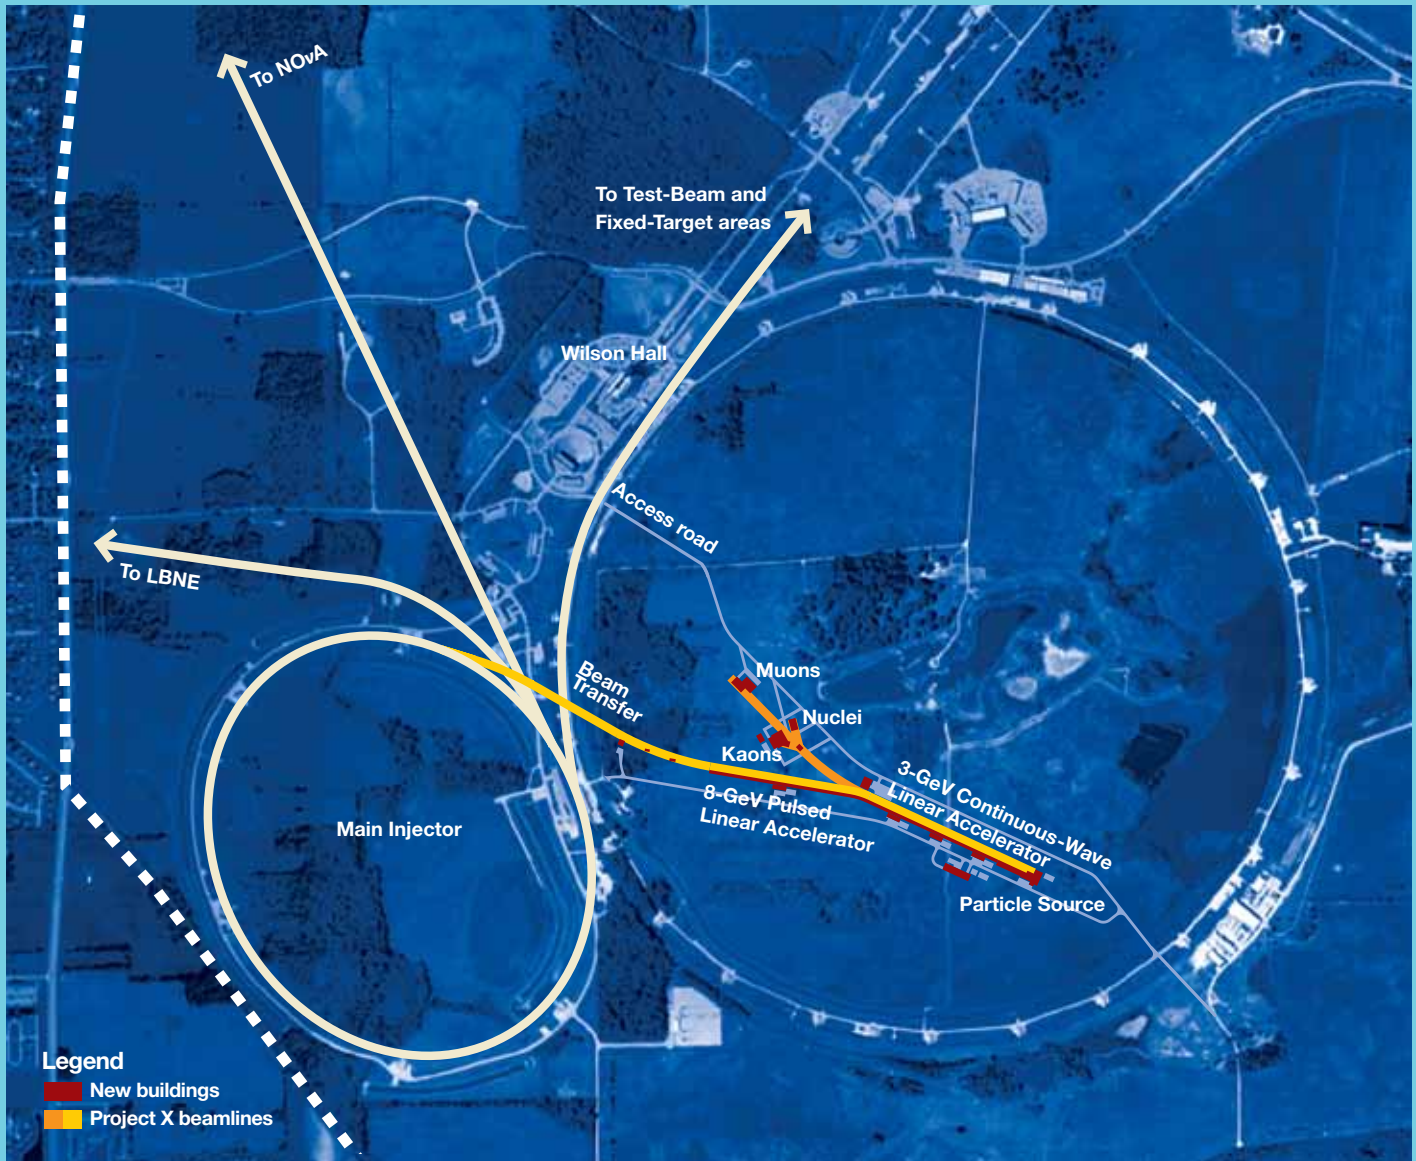 To NOνA
To Test-Beam and
Fixed-Target areas
Wilson Hall
Access road
To LBNE
Muons
Beam
Transfer
Nuclei
Kaons
3-GeV Continuous-Wave
Linear Accelerator
8-GeV Pulsed
Linear Accelerator
Main Injector
Particle Source
Legend
New buildings
Project X beamlines